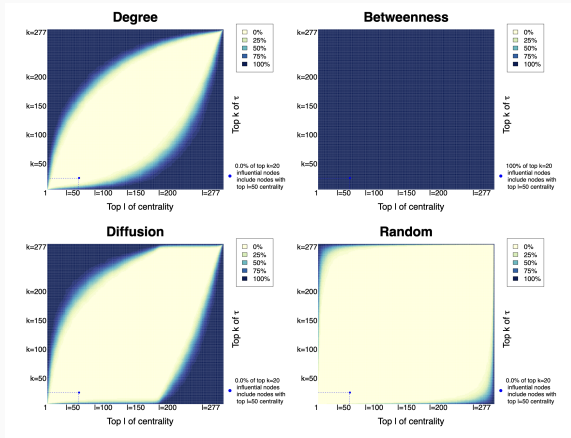 Degree
k=277
k=200
k=150
k=100
k=50
1 l=50 l=100 l=150 l=200 l=277
Top l of centrality
0%
25%
50%
75%
100%
Top k of τ
0.0% of top k=20
influential nodes
include nodes with
top l=50 centrality
Betweenness
k=277
k=200
k=150
k=100
k=50
1 l=50 l=100 l=150 l=200 l=277
Top l of centrality
0%
25%
50%
75%
100%
Top k of τ
100% of top k=20
influential nodes
include nodes with
top l=50 centrality
Diffusion
k=277
k=200
k=150
k=100
k=50
1 l=50 l=100 l=150 l=200 l=277
Top l of centrality
0%
25%
50%
75%
100%
Top k of τ
0.0% of top k=20
influential nodes
include nodes with
top l=50 centrality
Random
k=277
k=200
k=150
k=100
k=50
1 l=50 l=100 l=150 l=200 l=277
Top l of centrality
0%
25%
50%
75%
100%
Top k of τ
0.0% of top k=20
influential nodes
include nodes with
top l=50 centrality